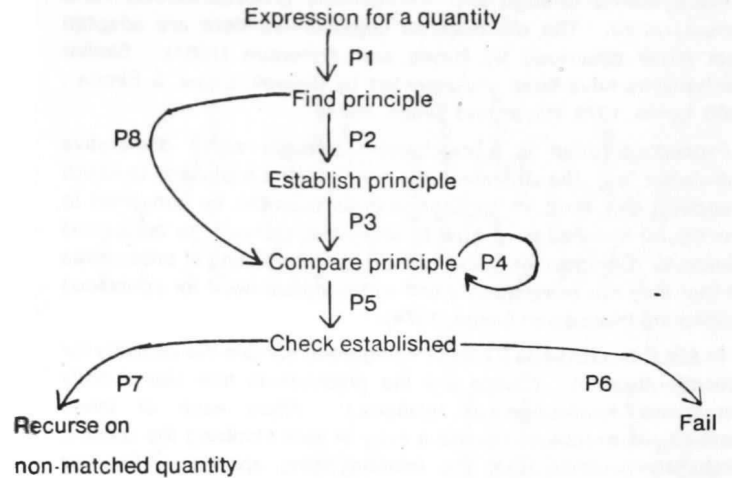 Expression for a quantity
P1
Find principle
P8
P2
Establish principle
P3
Compare principle
P4
P5
Check established
P7
P6
Recurse on
non-matched quantity
Fail